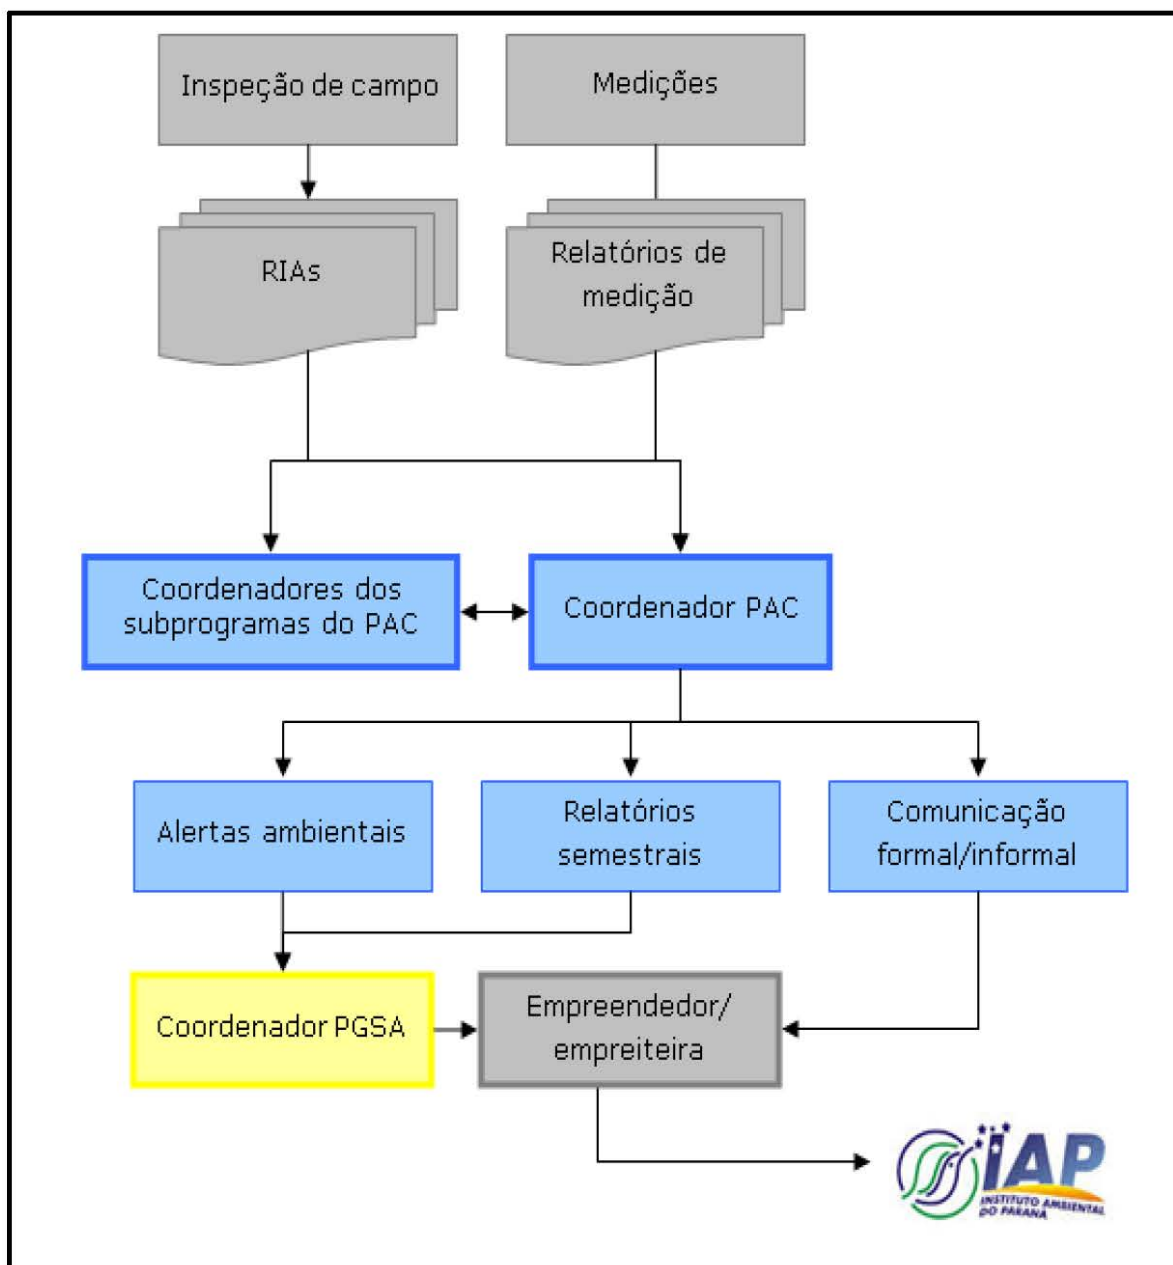 Inspeção de campo
Medições
RIAs
Relatórios de
medição
Coordenadores dos
subprogramas do PAC
Coordenador PAC
Alertas ambientais
Relatórios
semestrais
Comunicação
formal/informal
Coordenador PGSA
Empreendedor/
empreiteira
IAP
INSTITUTO AMBIENTAL
DO PARANÁ